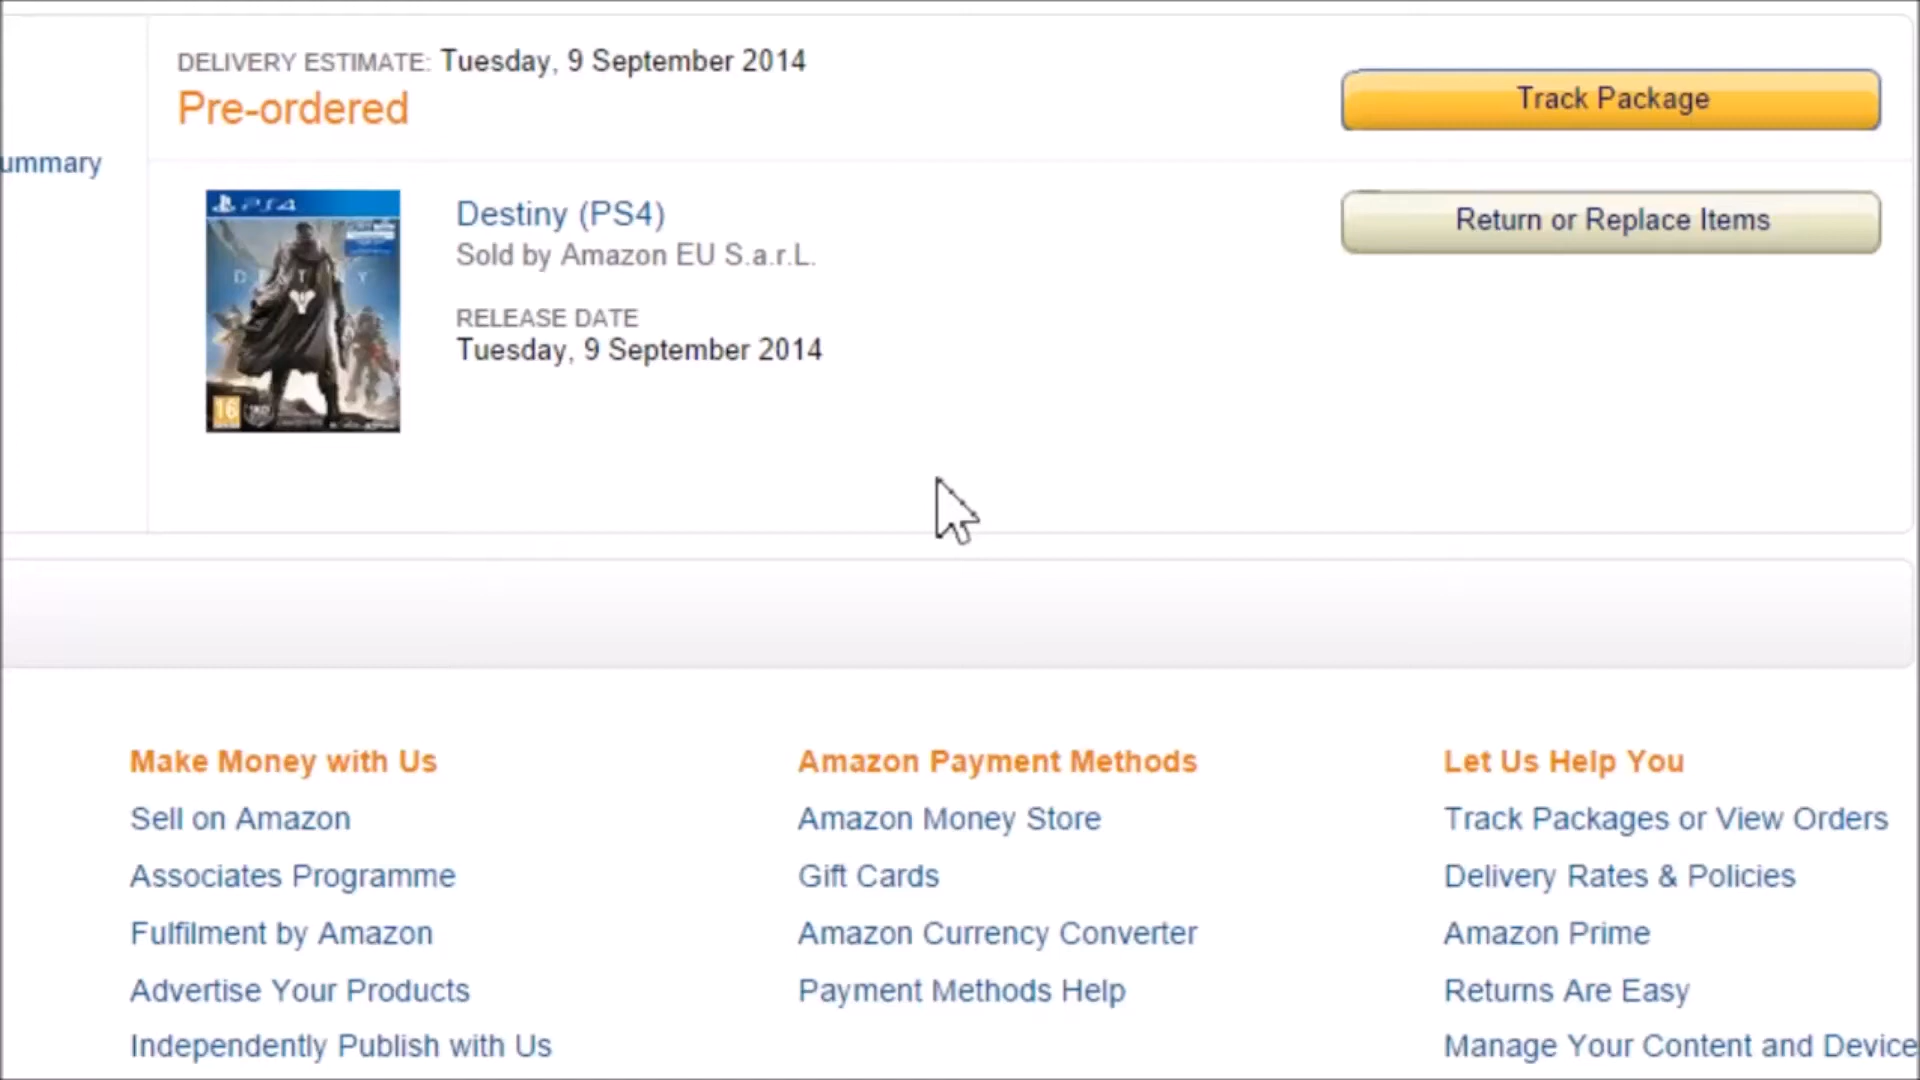 DELIVERY ESTIMATE: Tuesday, 9 September 2014
Pre-ordered
Track Package
ummary
PS4
DESTINY
16
Destiny (PS4)
Sold by Amazon EU S.a.r.L.
Return or Replace Items
RELEASE DATE
Tuesday, 9 September 2014
Make Money with Us
Sell on Amazon
Associates Programme
Fulfilment by Amazon
Advertise Your Products
Independently Publish with Us
Amazon Payment Methods
Amazon Money Store
Gift Cards
Amazon Currency Converter
Payment Methods Help
Let Us Help You
Track Packages or View Orders
Delivery Rates & Policies
Amazon Prime
Returns Are Easy
Manage Your Content and Device